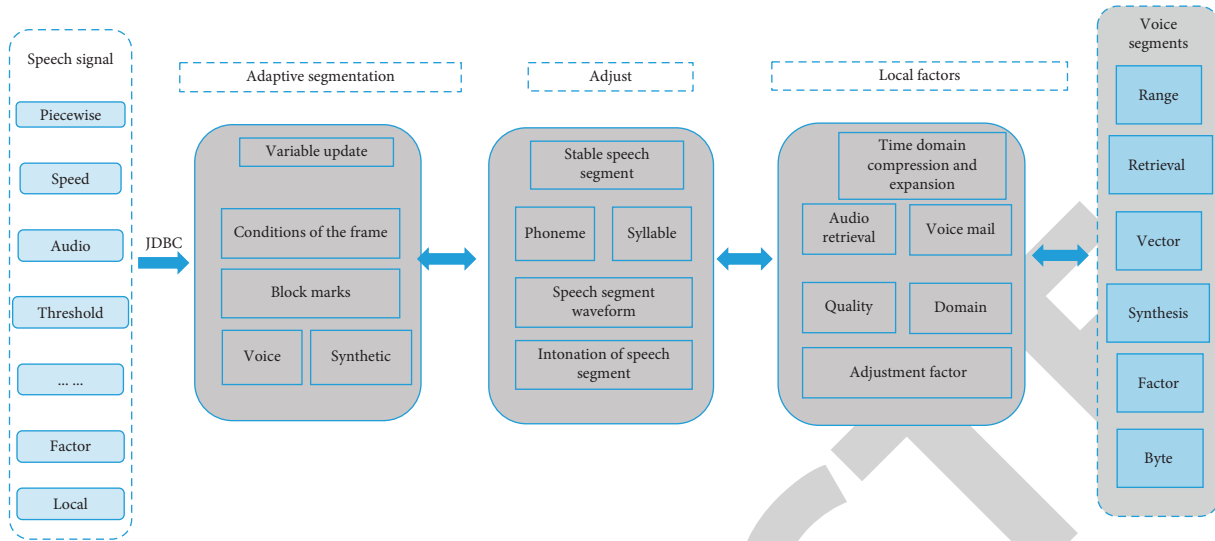 Speech signal
Piecewise
Speed
Audio
Threshold
... ...
Factor
Local
JDBC
Adaptive segmentation
Variable update
Conditions of the frame
Block marks
Voice
Synthetic
Adjust
Stable speech
segment
Phoneme
Syllable
Speech segment
waveform
Intonation of speech
segment
Local factors
Time domain
compression and
expansion
Audio
retrieval
Voice mail
Quality
Domain
Adjustment factor
Voice
segments
Range
Retrieval
Vector
Synthesis
Factor
Byte